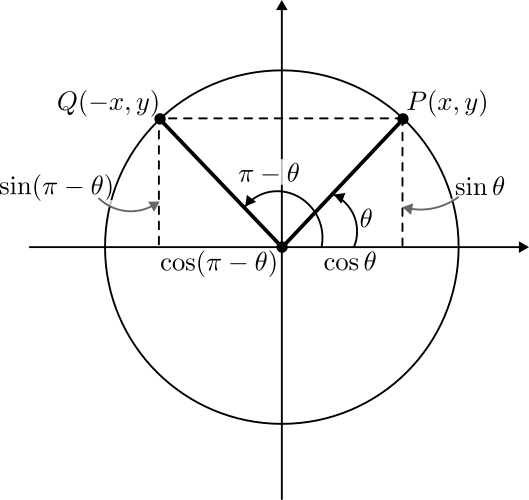 Q(−x, y)
P(x, y)
π − θ
sin(π − θ)
sin θ
θ
cos(π − θ)
cos θ